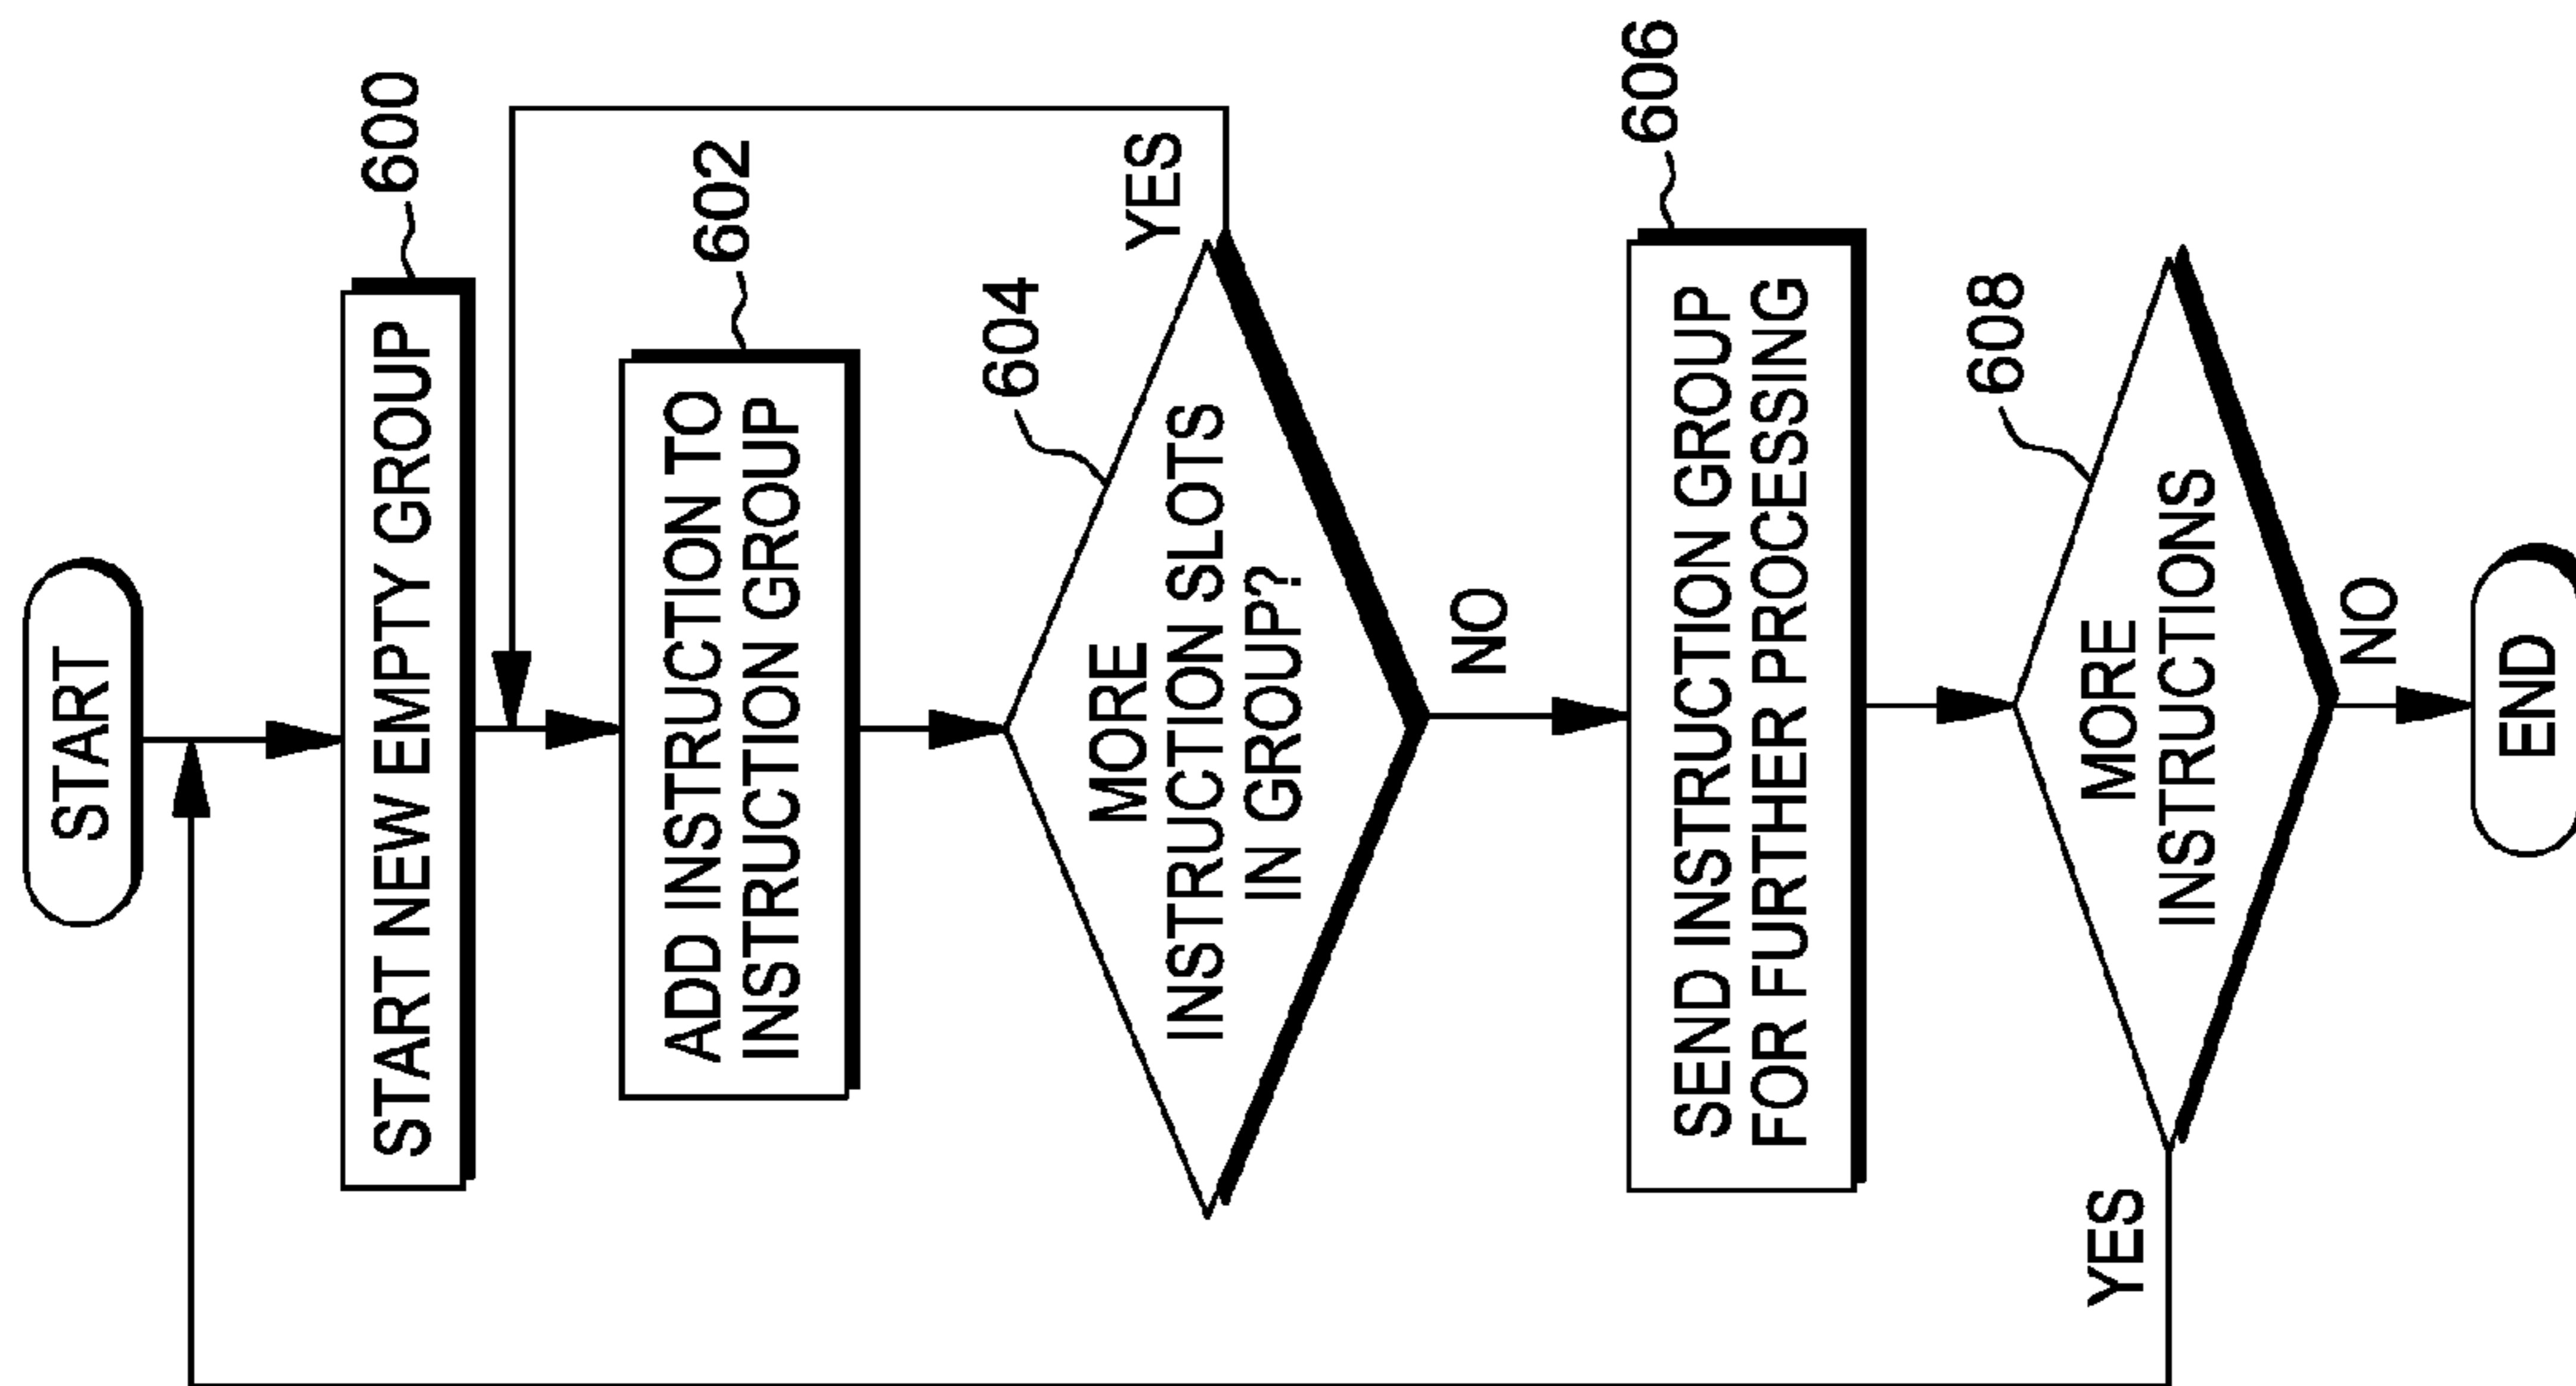 START
START NEW EMPTY GROUP
600
ADD INSTRUCTION TO
INSTRUCTION GROUP
602
MORE
INSTRUCTION SLOTS
IN GROUP?
604
YES
NO
SEND INSTRUCTION GROUP
FOR FURTHER PROCESSING
606
MORE
INSTRUCTIONS
608
YES
NO
END